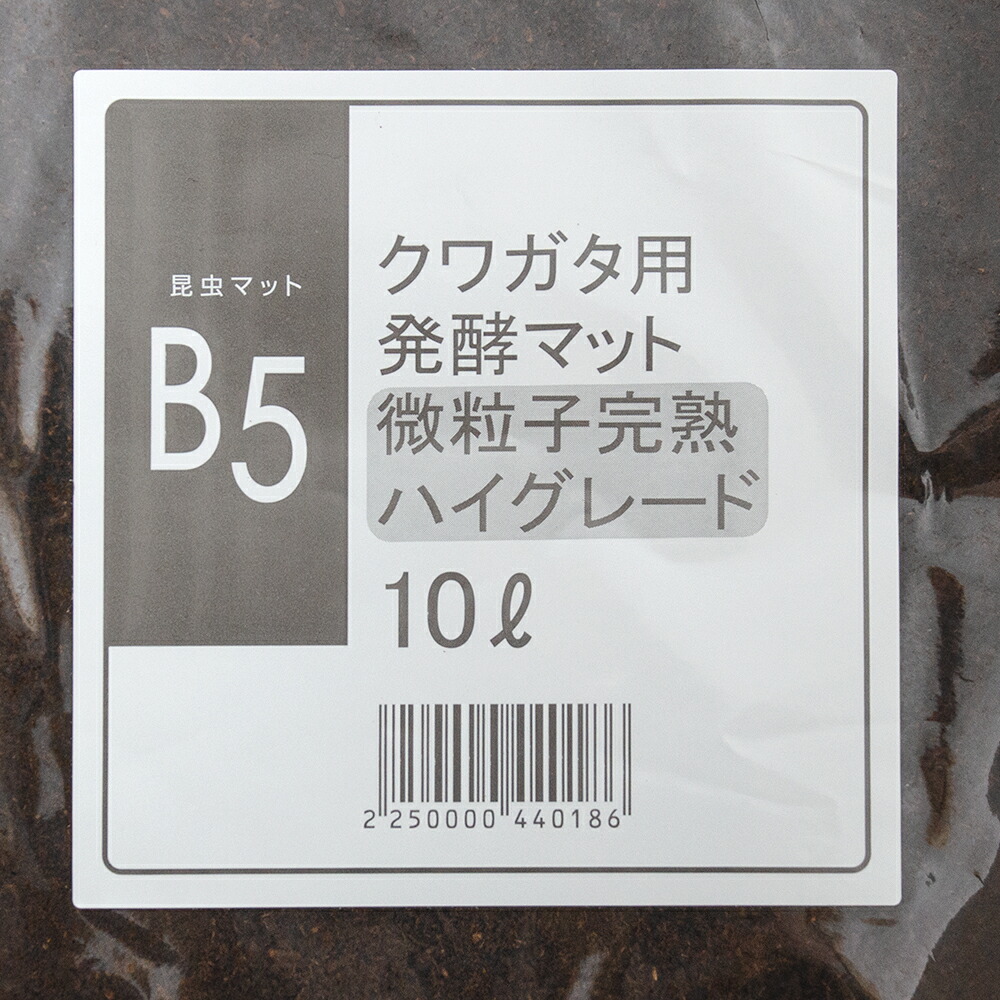 昆虫マット
B5
クワガタ用
発酵マット
微粒子完熟
ハイグレード
10ℓ
2 250000 440186